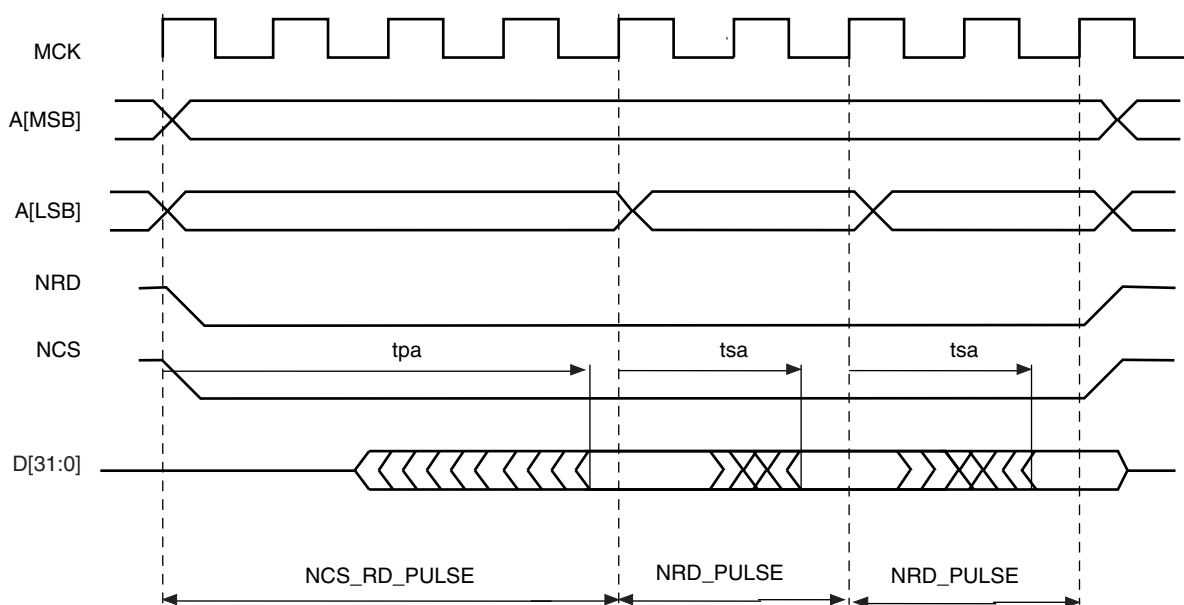 MCK
A[MSB]
A[LSB]
NRD
NCS
tpa
tsa
tsa
D[31:0]
NCS_RD_PULSE
NRD_PULSE
NRD_PULSE